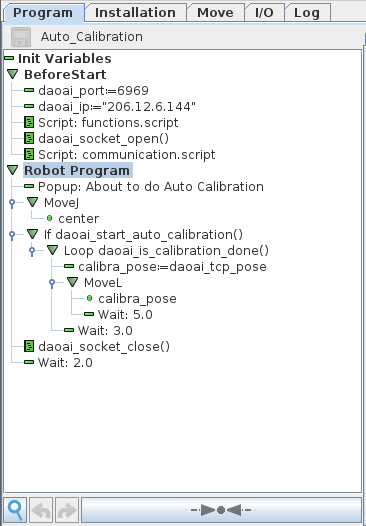 Program Installation Move I/O Log
Auto_Calibration
Init Variables
BeforeStart
daoai_port:=6969
daoai_ip:="206.12.6.144"
Script: functions.script
daoai_socket_open()
Script: communication.script
Robot Program
Popup: About to do Auto Calibration
MoveJ
center
If daoai_start_auto_calibration()
Loop daoai_is_calibration_done()
calibra_pose:=daoai_tcp_pose
MoveL
calibra_pose
Wait: 5.0
Wait: 3.0
daoai_socket_close()
Wait: 2.0